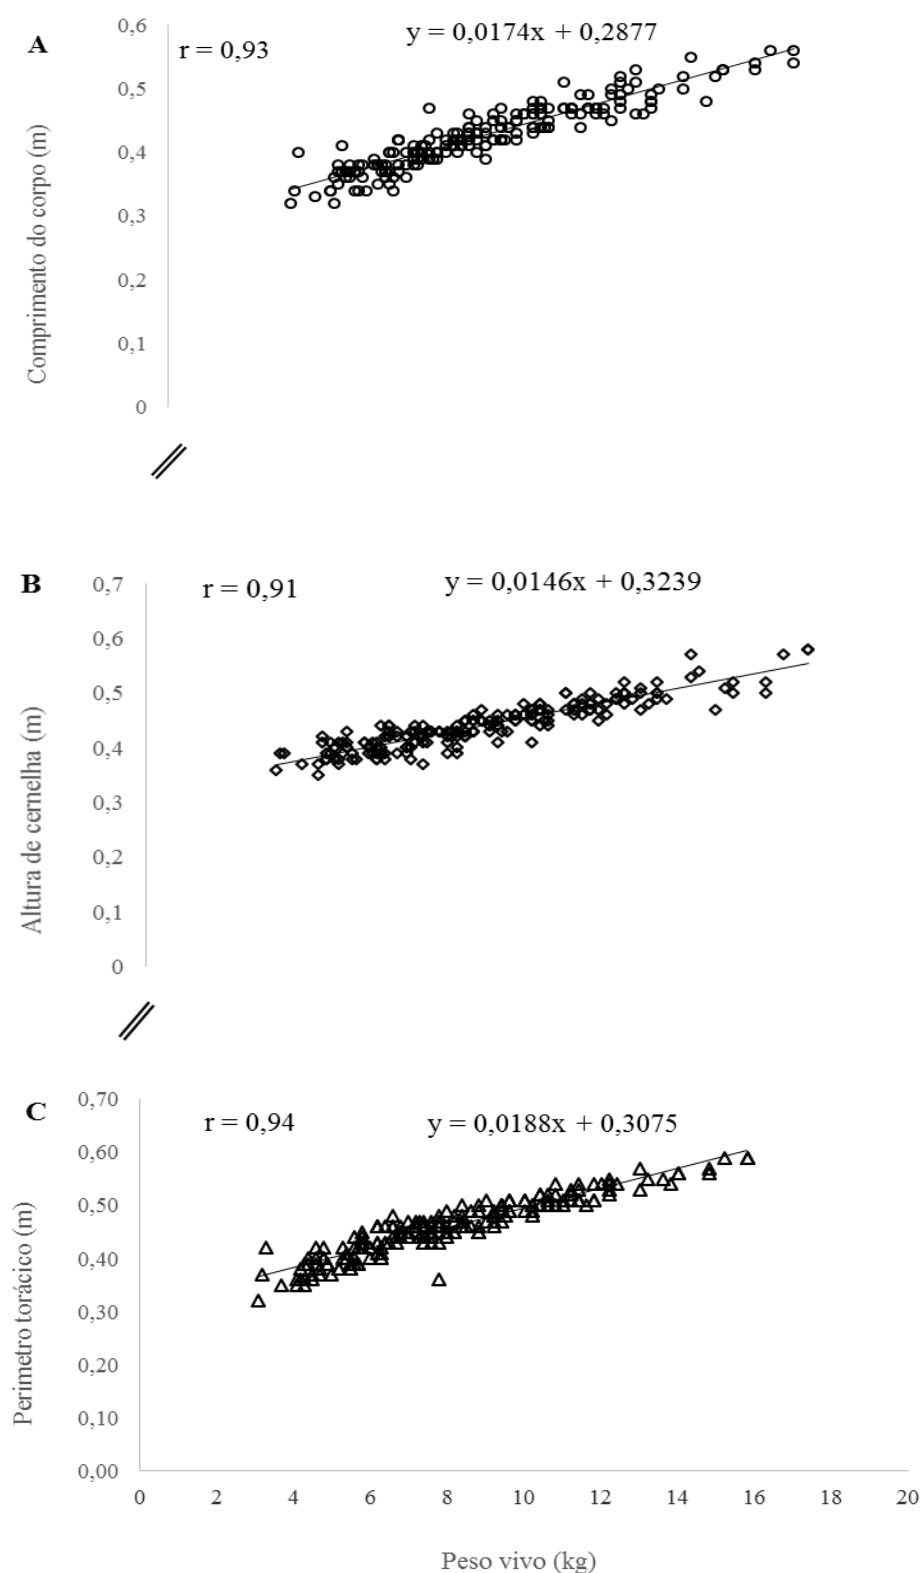 A
r = 0,93
y = 0,0174x + 0,2877
Comprimento do corpo (m)
0,6
0,5
0,4
0,3
0,2
0,1
0
B
r = 0,91
y = 0,0146x + 0,3239
Altura de cernelha (m)
0,7
0,6
0,5
0,4
0,3
0,2
0,1
0
C
r = 0,94
y = 0,0188x + 0,3075
Perimetro torácico (m)
0,70
0,60
0,50
0,40
0,30
0,20
0,10
0,00
0 2 4 6 8 10 12 14 16 18 20
Peso vivo (kg)